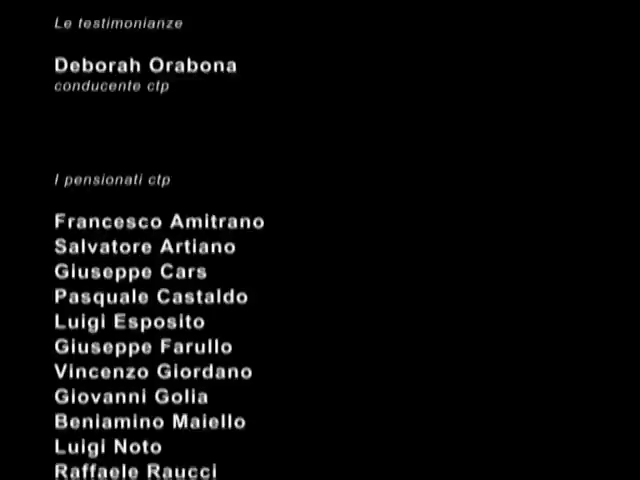 Le testimonianze
Deborah Orabona
conducente ctp
I pensionati ctp
Francesco Amitrano
Salvatore Artiano
Giuseppe Cars
Pasquale Castaldo
Luigi Esposito
Giuseppe Farullo
Vincenzo Giordano
Giovanni Golia
Beniamino Maiello
Luigi Noto
Raffaele Raucci